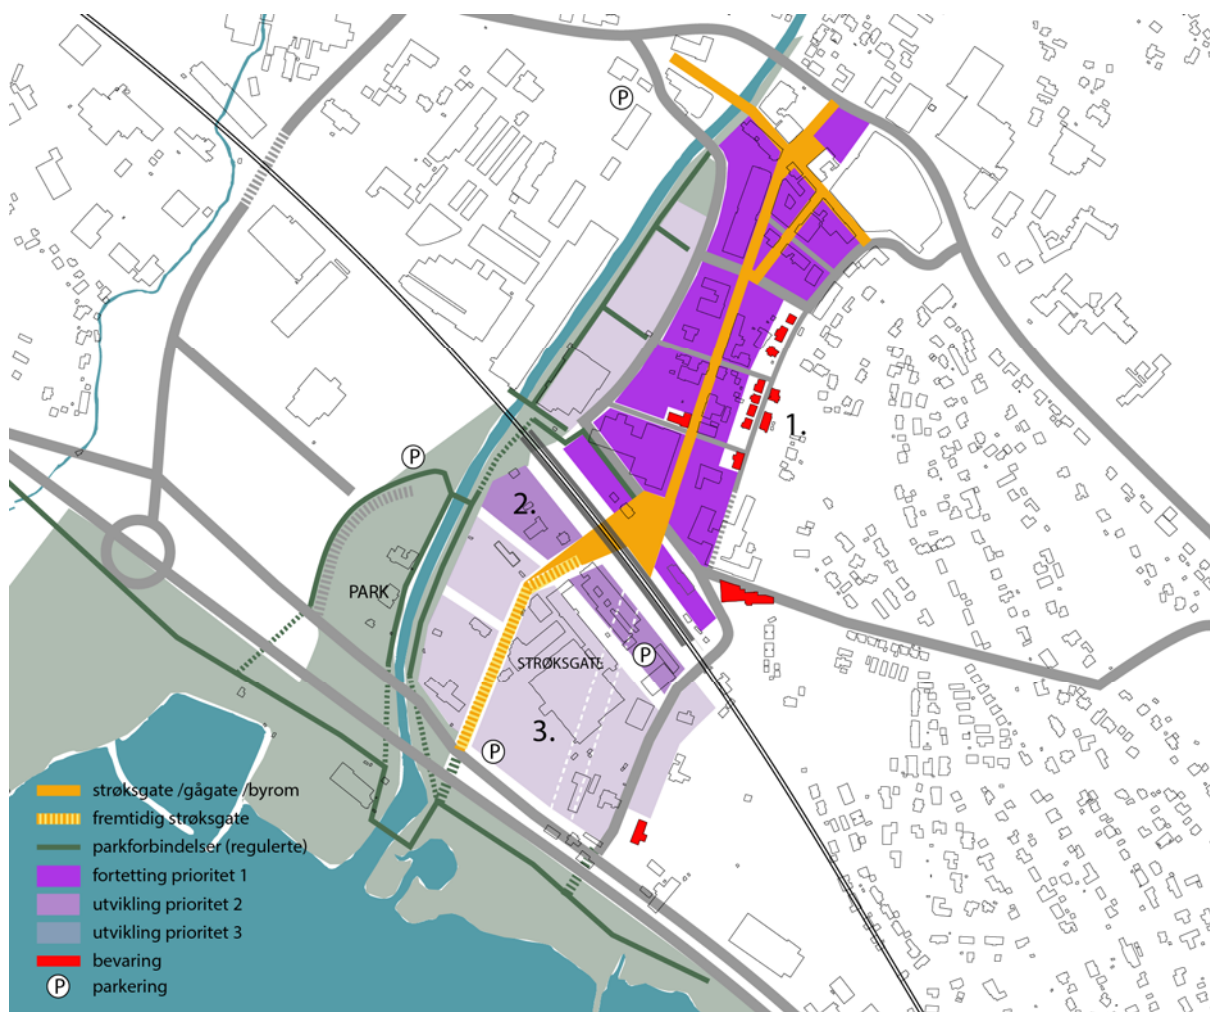 P
1.
P
2.
PARK
P
STRØKSGATE
3.
P
strøksgate /gågate /byrom
fremtidig strøksgate
parkforbindelser (regulerte)
fortetting prioritet 1
utvikling prioritet 2
utvikling prioritet 3
bevaring
P parkering